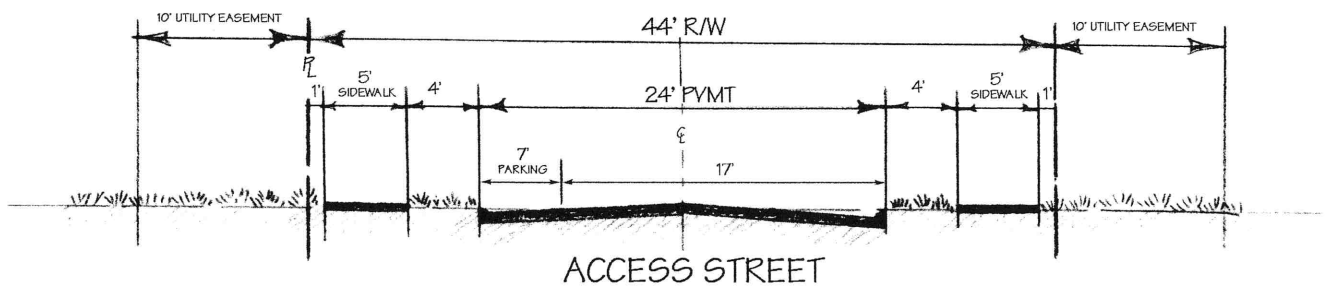 10' UTILITY EASEMENT
44' R/W
10' UTILITY EASEMENT
PL
1'
5'
SIDEWALK
4'
24' PVMT
4'
5'
SIDEWALK
1'
CL
7'
PARKING
17'
ACCESS STREET